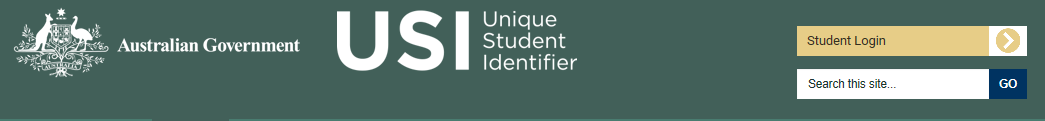 Australian Government
USI
Unique
Student
Identifier
Student Login
Search this site...
GO